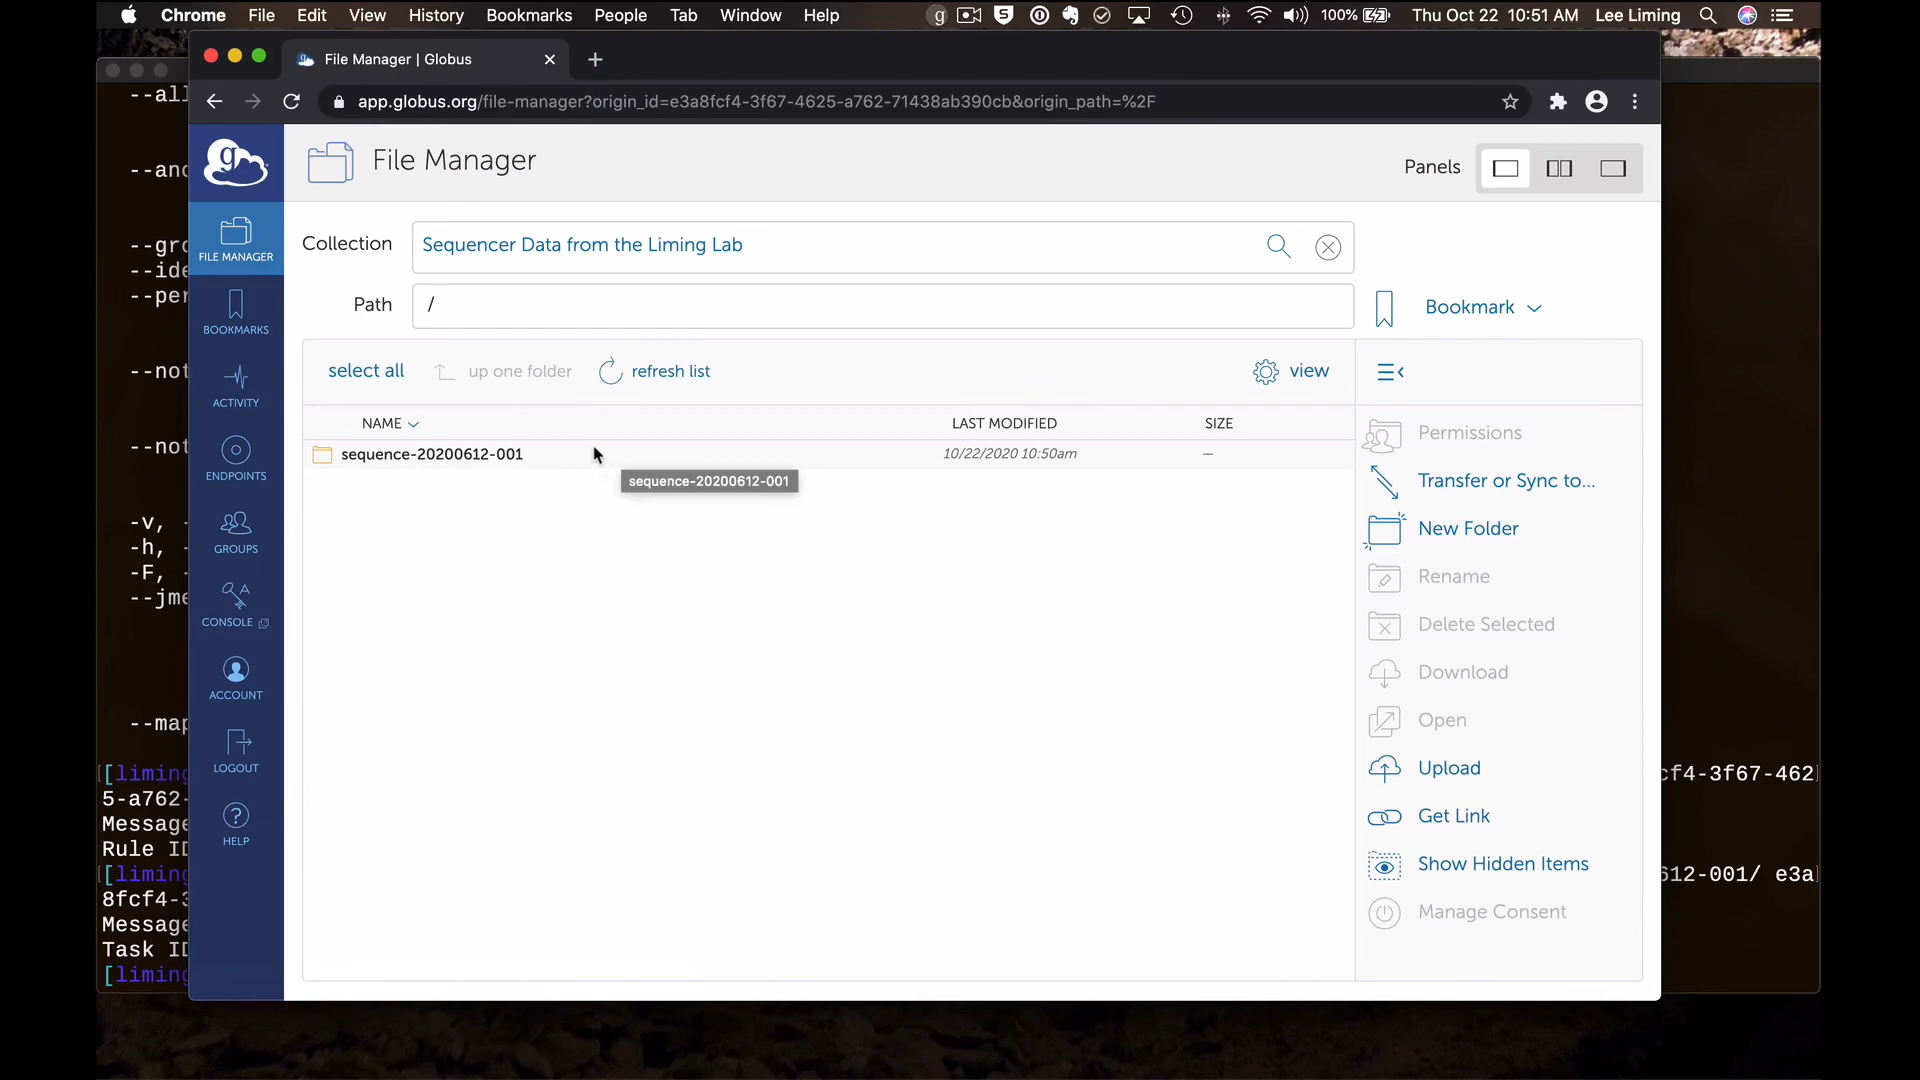 Chrome File Edit View History Bookmarks People Tab Window Help 100% Thu Oct 22 10:51 AM Lee Liming
File Manager | Globus
app.globus.org/file-manager?origin_id=e3a8fcf4-3f67-4625-a762-71438ab390cb&origin_path=%2F
File Manager
Panels
FILE MANAGER
BOOKMARKS
ACTIVITY
ENDPOINTS
GROUPS
CONSOLE
ACCOUNT
LOGOUT
HELP
Collection Sequencer Data from the Liming Lab
Path /
Bookmark
select all up one folder refresh list view
NAME LAST MODIFIED SIZE
sequence-20200612-001 10/22/2020 10:50am —
sequence-20200612-001
Permissions
Transfer or Sync to...
New Folder
Rename
Delete Selected
Download
Open
Upload
Get Link
Show Hidden Items
Manage Consent
--all
--and
--gro
--ide
--per
--not
--not
-v, -
-h, -
-F, -
--jme
--map
[liming cf4-3f67-462
5-a762-
Message
Rule ID
[liming 612-001/ e3a
8fcf4-3
Message
Task ID
[liming